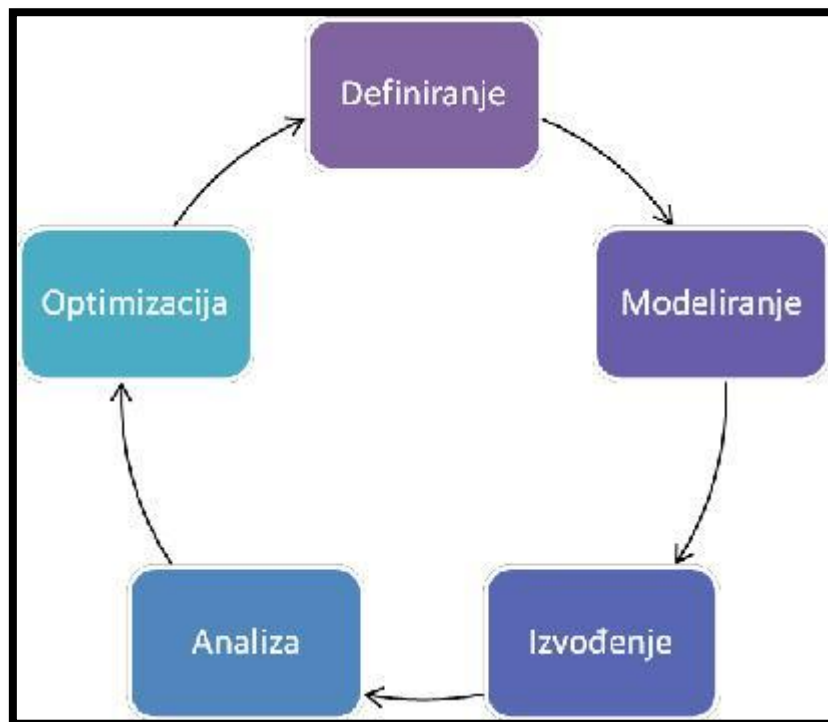 Definiranje
Modeliranje
Izvođenje
Analiza
Optimizacija